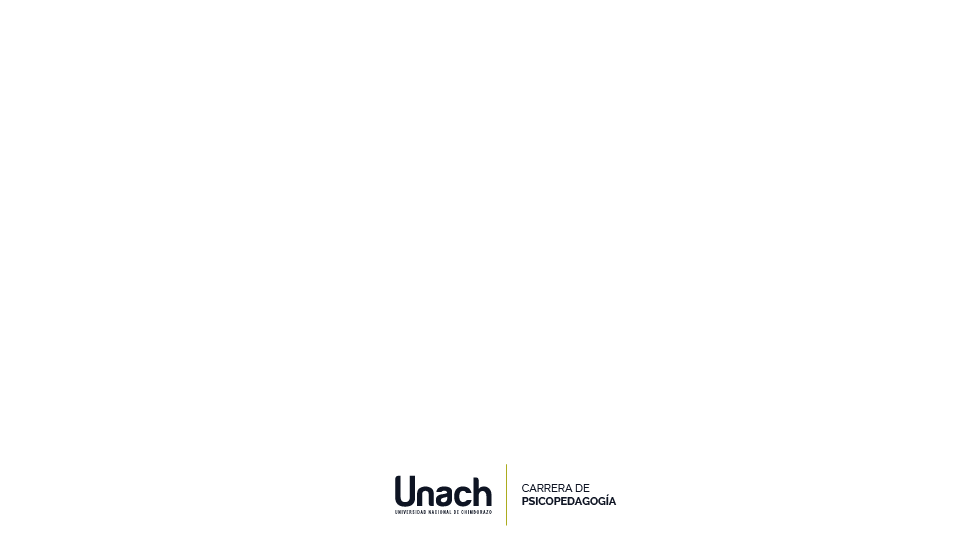 Unach
UNIVERSIDAD NACIONAL DE CHIMBORAZO
CARRERA DE
PSICOPEDAGOGÍA